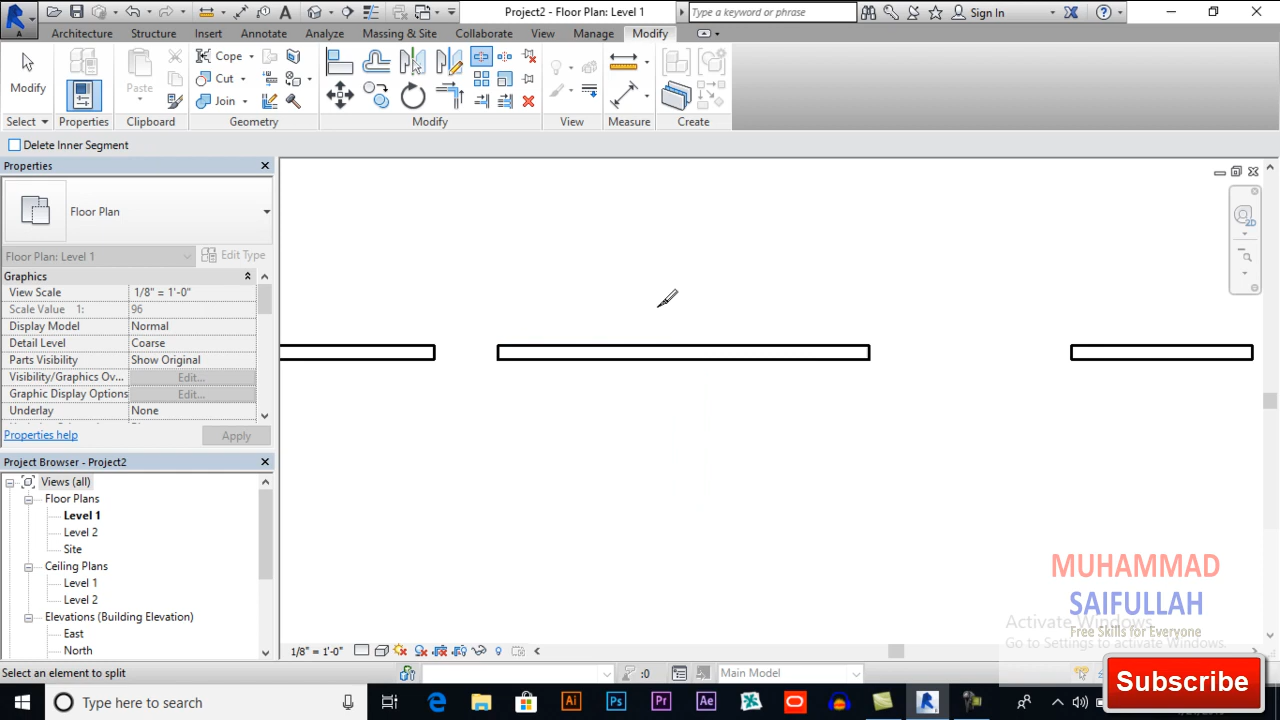 Project2 - Floor Plan: Level 1
Type a keyword or phrase
Sign In
Architecture
Structure
Insert
Annotate
Analyze
Massing & Site
Collaborate
View
Manage
Modify
Modify
Paste
Cope
Cut
Join
Select
Properties
Clipboard
Geometry
Modify
View
Measure
Create
Delete Inner Segment
Properties
Floor Plan
Floor Plan: Level 1
Edit Type
Graphics
View Scale 1/8" = 1'-0"
Scale Value 1: 96
Display Model Normal
Detail Level Coarse
Parts Visibility Show Original
Visibility/Graphics Ov... Edit...
Graphic Display Options Edit...
Underlay None
Properties help
Apply
Project Browser - Project2
Views (all)
Floor Plans
Level 1
Level 2
Site
Ceiling Plans
Level 1
Level 2
Elevations (Building Elevation)
East
North
2D
1/8" = 1'-0"
MUHAMMAD
SAIFULLAH
Free Skills for Everyone
Activate Windows
Go to Settings to activate Windows.
Select an element to split
:0
Main Model
Subscribe
Type here to search
Ai
Ps
Pr
Ae